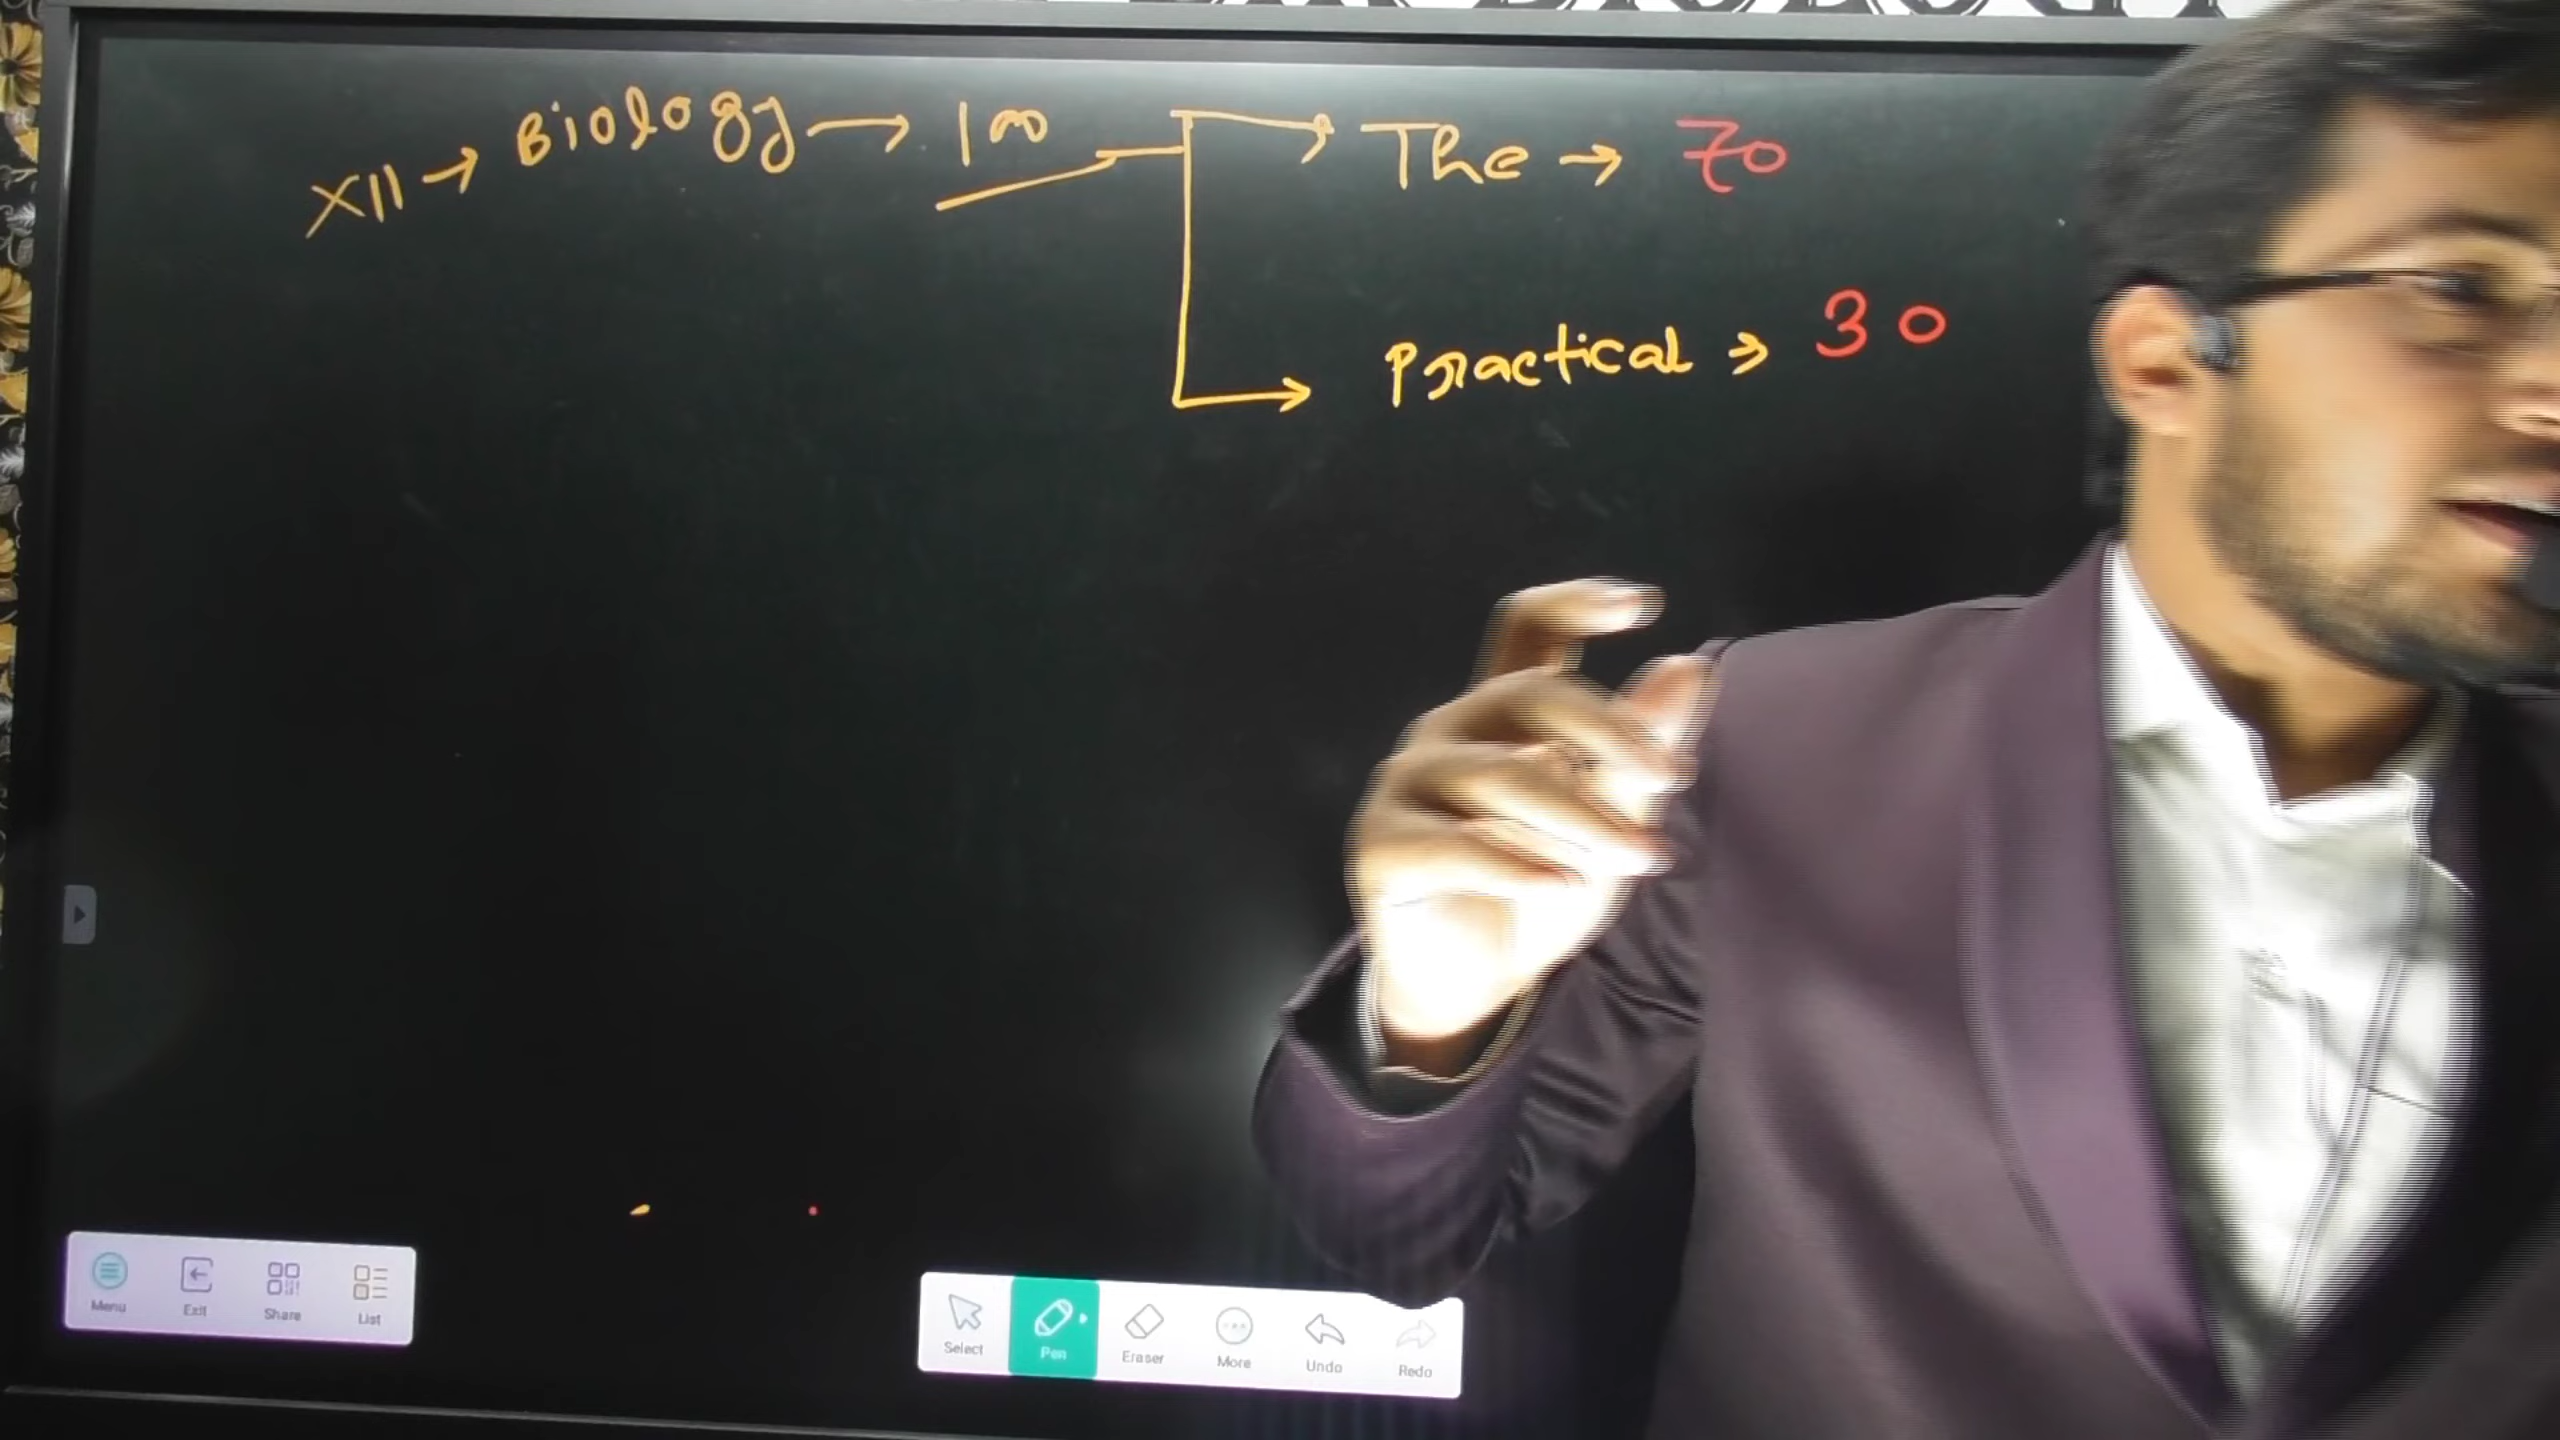 XII → Biology → 100
The → 70
Practical → 30
Menu
Exit
Share
List
Select
Pen
Eraser
More
Undo
Redo